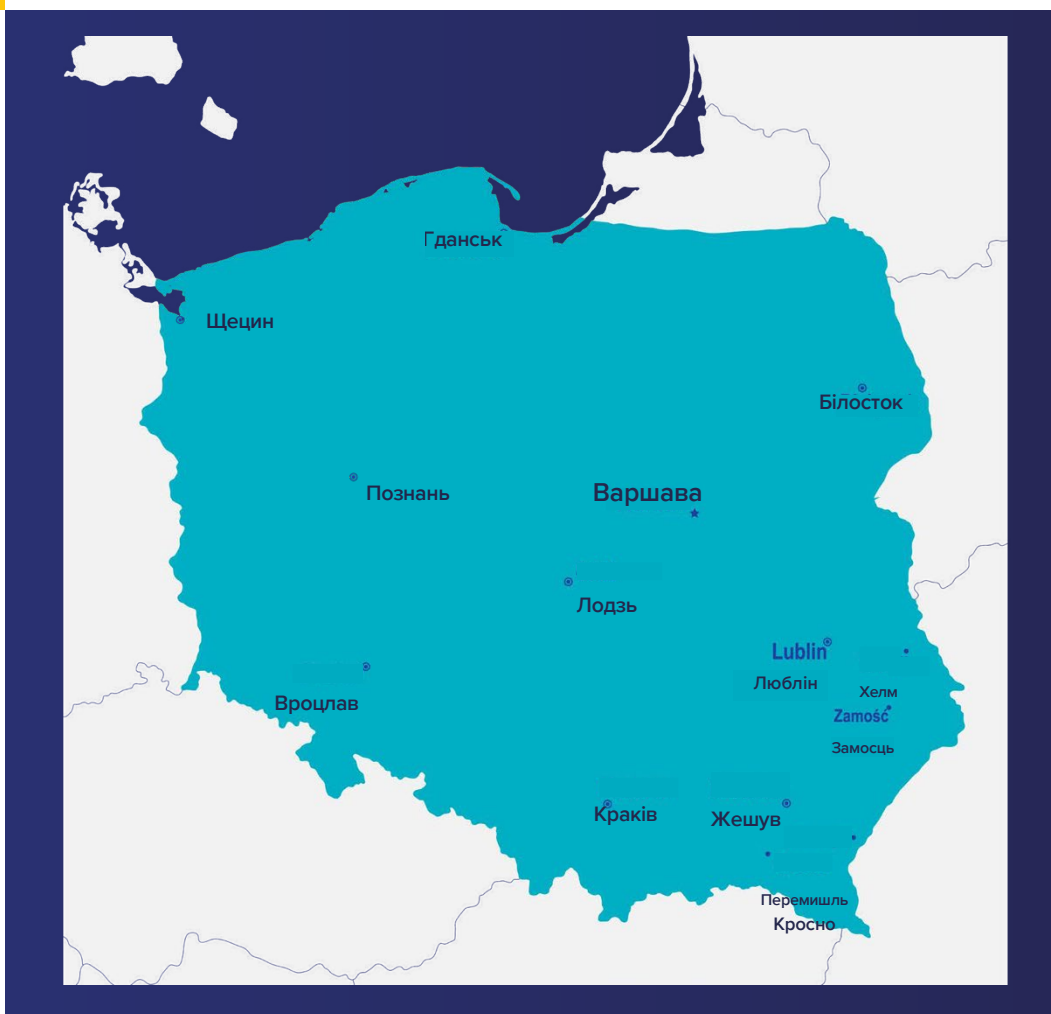 Гданськ
Щецин
Білосток
Познань
Варшава
Лодзь
Lublin
Люблін
Хелм
Вроцлав
Zamość
Замосць
Краків
Жешув
Перемишль
Кросно